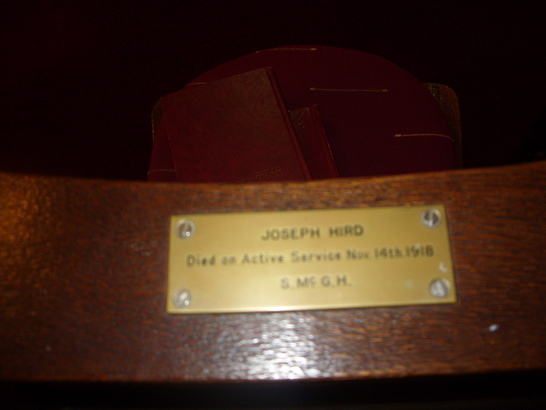 JOSEPH HIRD
Died on Active Service Nov. 14th 1918
S. Mc G. H.